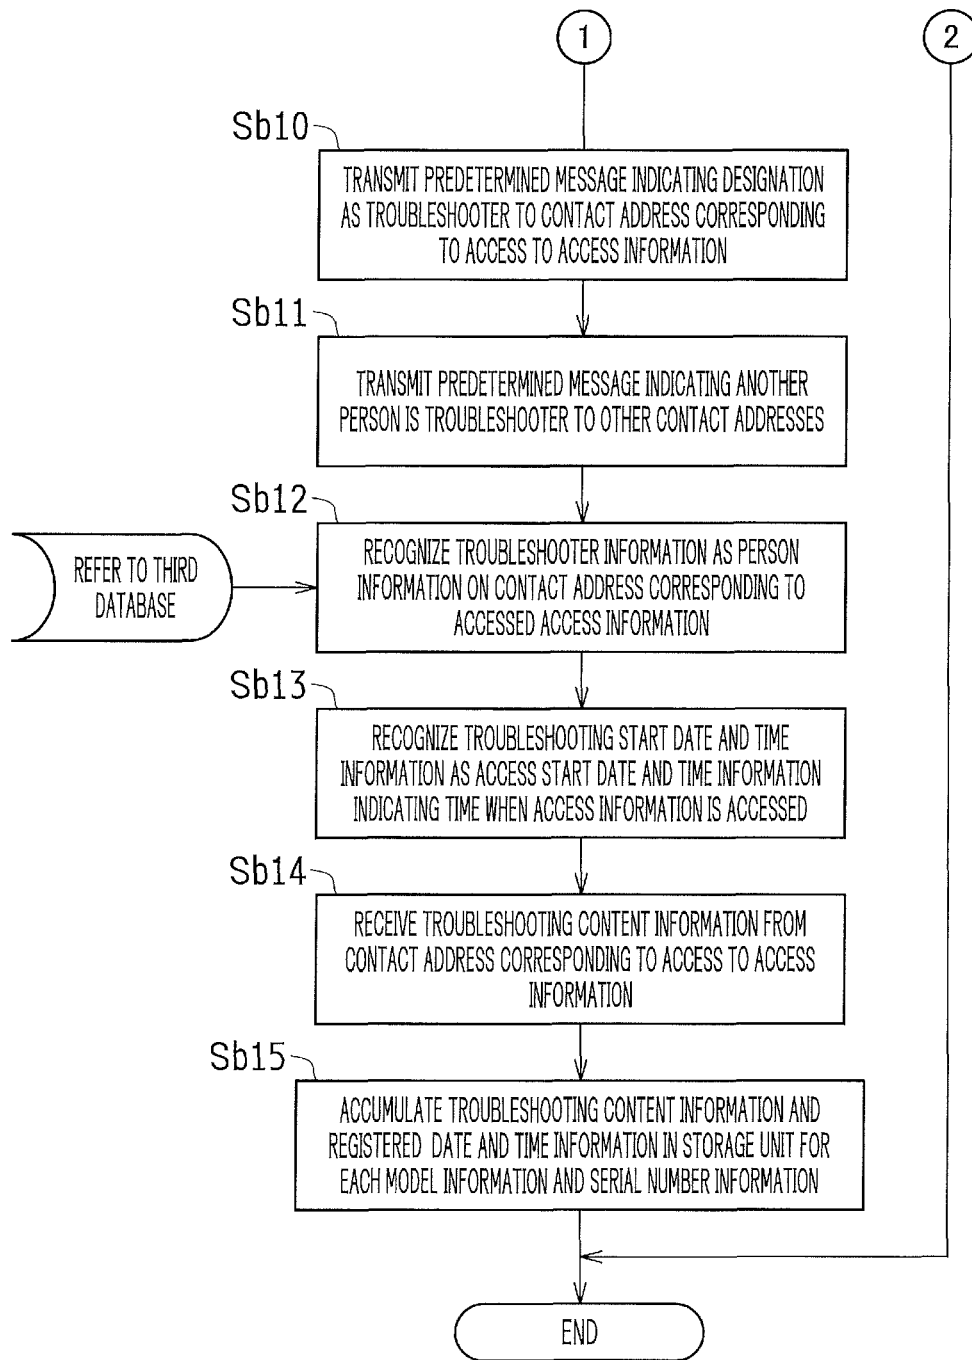 1
2
Sb10
TRANSMIT PREDETERMINED MESSAGE INDICATING DESIGNATION
AS TROUBLESHOOTER TO CONTACT ADDRESS CORRESPONDING
TO ACCESS TO ACCESS INFORMATION
Sb11
TRANSMIT PREDETERMINED MESSAGE INDICATING ANOTHER
PERSON IS TROUBLESHOOTER TO OTHER CONTACT ADDRESSES
Sb12
REFER TO THIRD
DATABASE
RECOGNIZE TROUBLESHOOTER INFORMATION AS PERSON
INFORMATION ON CONTACT ADDRESS CORRESPONDING TO
ACCESSED ACCESS INFORMATION
Sb13
RECOGNIZE TROUBLESHOOTING START DATE AND TIME
INFORMATION AS ACCESS START DATE AND TIME INFORMATION
INDICATING TIME WHEN ACCESS INFORMATION IS ACCESSED
Sb14
RECEIVE TROUBLESHOOTING CONTENT INFORMATION FROM
CONTACT ADDRESS CORRESPONDING TO ACCESS TO ACCESS
INFORMATION
Sb15
ACCUMULATE TROUBLESHOOTING CONTENT INFORMATION AND
REGISTERED DATE AND TIME INFORMATION IN STORAGE UNIT FOR
EACH MODEL INFORMATION AND SERIAL NUMBER INFORMATION
END